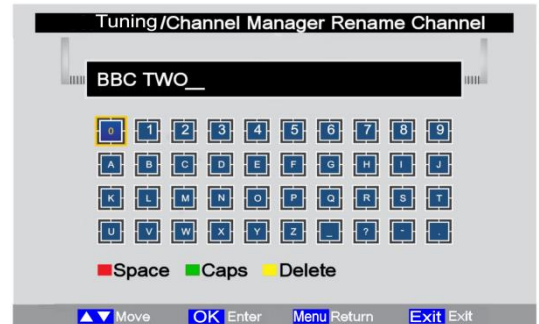 Tuning/Channel Manager Rename Channel
BBC TWO__
0 1 2 3 4 5 6 7 8 9
A B C D E F G H I J
K L M N O P Q R S T
U V W X Y Z _ ? - .
Space Caps Delete
▲▼ Move OK Enter Menu Return Exit Exit